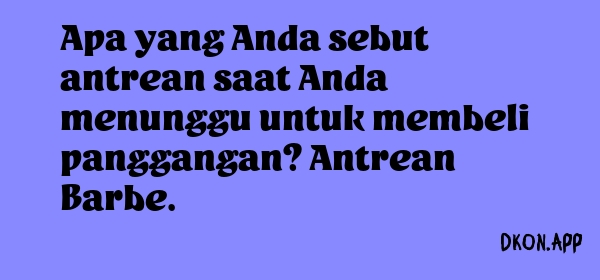 Apa yang Anda sebut
antrean saat Anda
menunggu untuk membeli
panggangan? Antrean
Barbe.
DKON.APP